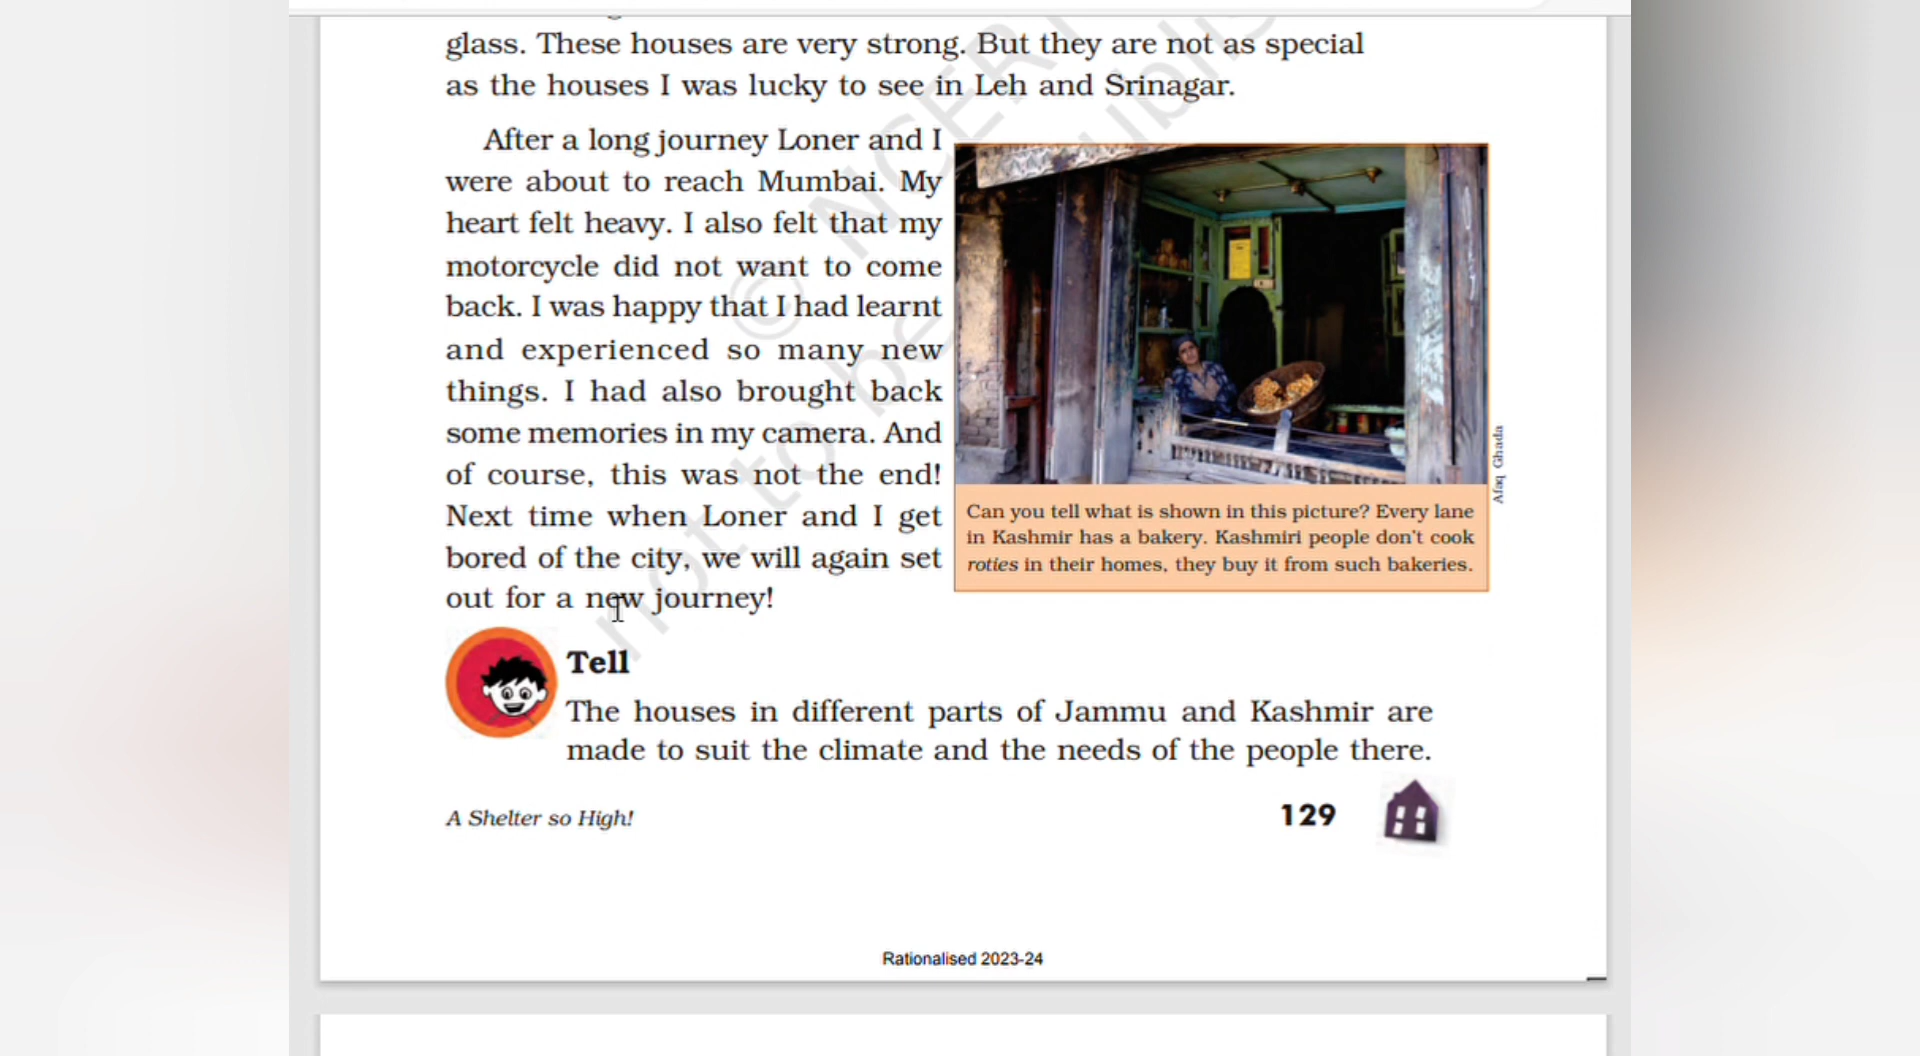 glass. These houses are very strong. But they are not as special
as the houses I was lucky to see in Leh and Srinagar.
After a long journey Loner and I
were about to reach Mumbai. My
heart felt heavy. I also felt that my
motorcycle did not want to come
back. I was happy that I had learnt
and experienced so many new
things. I had also brought back
some memories in my camera. And
of course, this was not the end!
Next time when Loner and I get
bored of the city, we will again set
out for a new journey!
Afaq Ghada
Can you tell what is shown in this picture? Every lane
in Kashmir has a bakery. Kashmiri people don't cook
roties in their homes, they buy it from such bakeries.
Tell
The houses in different parts of Jammu and Kashmir are
made to suit the climate and the needs of the people there.
A Shelter so High!
129
Rationalised 2023-24
© NCERT
not to be